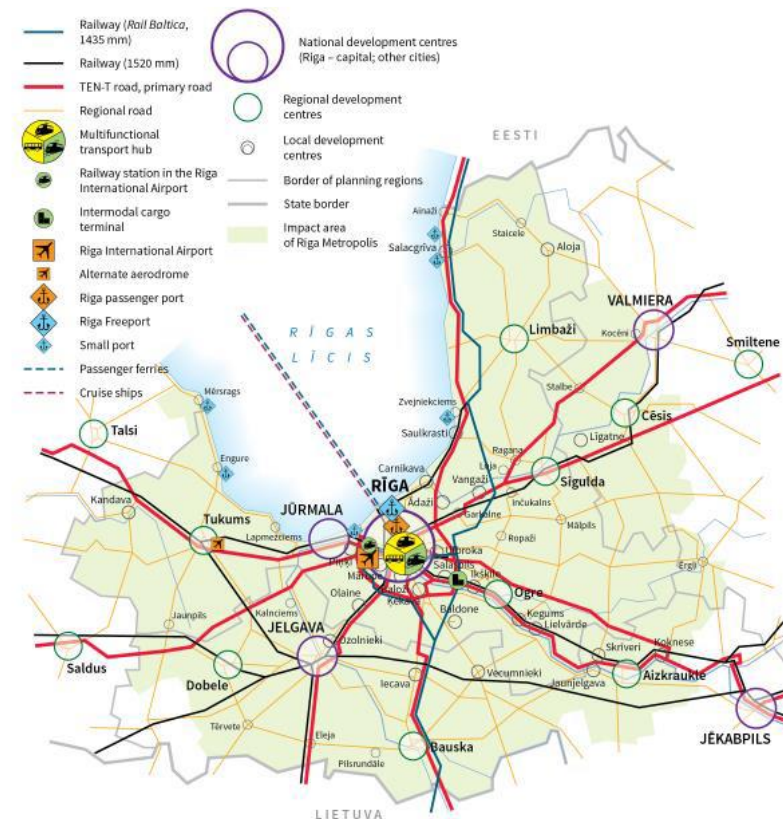 Railway (Rail Baltica,
1435 mm)
Railway (1520 mm)
TEN-T road, primary road
Regional road
Multifunctional
transport hub
Railway station in the Riga
International Airport
Intermodal cargo
terminal
Riga International Airport
Alternate aerodrome
Riga passenger port
Riga Freeport
Small port
Passenger ferries
Cruise ships
National development centres
(Riga – capital; other cities)
Regional development
centres
Local development
centres
Border of planning regions
State border
Impact area
of Riga Metropolis
EESTI
Ainaži
Staicele
Aloja
Salacgrīva
VALMIERA
RĪGAS
LĪCIS
Limbaži
Kocēni
Smiltene
Mērsrags
Stalbe
Zvejniekciems
Cēsis
Talsi
Saulkrasti
Līgatne
Engure
Ragana
Carnikava
Lēja
Sigulda
RĪGA
Vangaži
Kandava
Ādaži
Inčukalns
JŪRMALA
Garkalne
Mālpils
Tukums
Lapmežciems
Ropaži
Ulbroka
Piņķi
Salaspils
Ērgļi
Mārupe
Ikšķile
Olaine
Baloži
Ogre
Ķekava
Jaunpils
Kalnciems
Baldone
Ķegums
Lielvārde
JELGAVA
Ozolnieki
Koknese
Saldus
Skrīveri
Dobele
Vecumnieki
Aizkraukle
Iecava
Jaunjelgava
Tērvete
JĒKABPILS
Eleja
Bauska
Pilsrundāle
LIETUVA